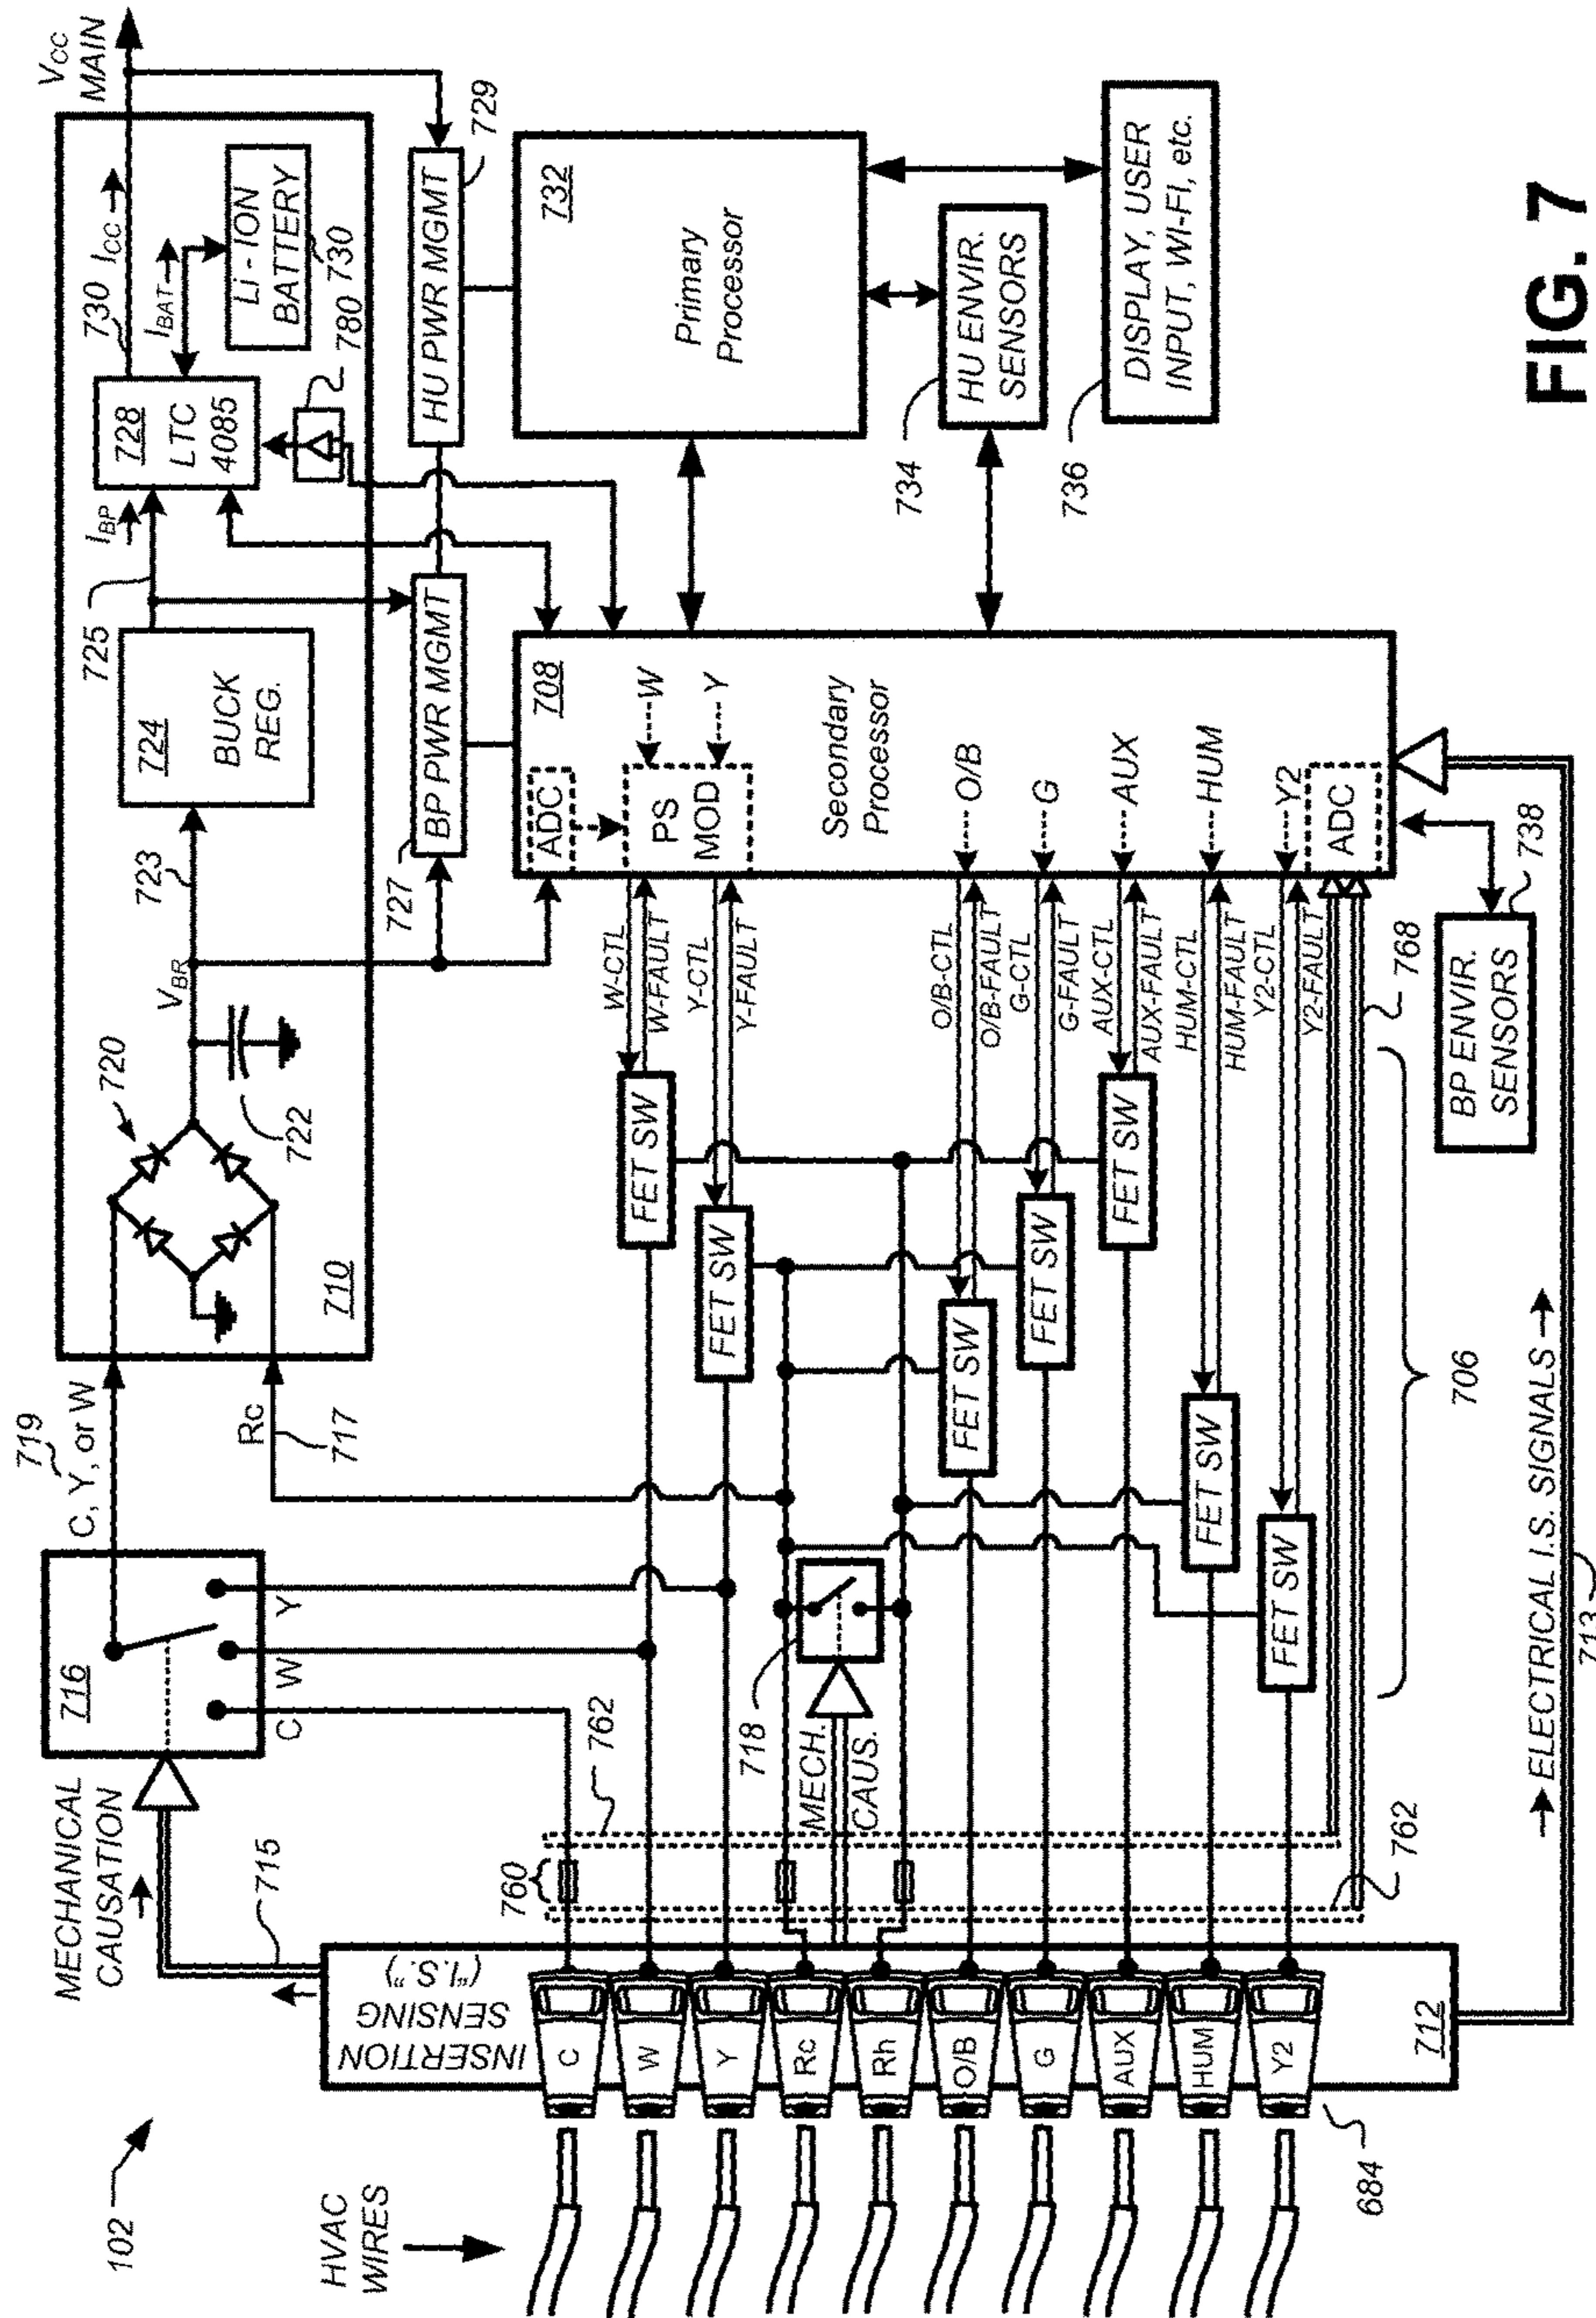 102
HVAC
WIRES
684
INSERTION
SENSING
("I.S.")
712
C
W
Y
Rc
Rh
O/B
G
AUX
HUM
Y2
715
MECHANICAL
CAUSATION
716
C
W
Y
719
C, Y, or W
Rc
717
760
762
762
718
MECH.
CAUS.
710
720
722
VBR
723
724
BUCK
REG.
725
IBP
728
LTC
4085
730
ICC
IBAT
Li - ION
BATTERY
730
780
VCC
MAIN
727
BP PWR MGMT
HU PWR MGMT
729
FET SW
FET SW
FET SW
FET SW
FET SW
FET SW
FET SW
W-CTL
W-FAULT
Y-CTL
Y-FAULT
O/B-CTL
O/B-FAULT
G-CTL
G-FAULT
AUX-CTL
AUX-FAULT
HUM-CTL
HUM-FAULT
Y2-CTL
Y2-FAULT
768
706
ADC
PS
MOD
708
W
Y
Secondary
Processor
O/B
G
AUX
HUM
Y2
ADC
732
Primary
Processor
734
HU ENVIR.
SENSORS
736
DISPLAY, USER
INPUT, WI-FI, etc.
BP ENVIR.
SENSORS
738
ELECTRICAL I.S. SIGNALS
713
FIG. 7